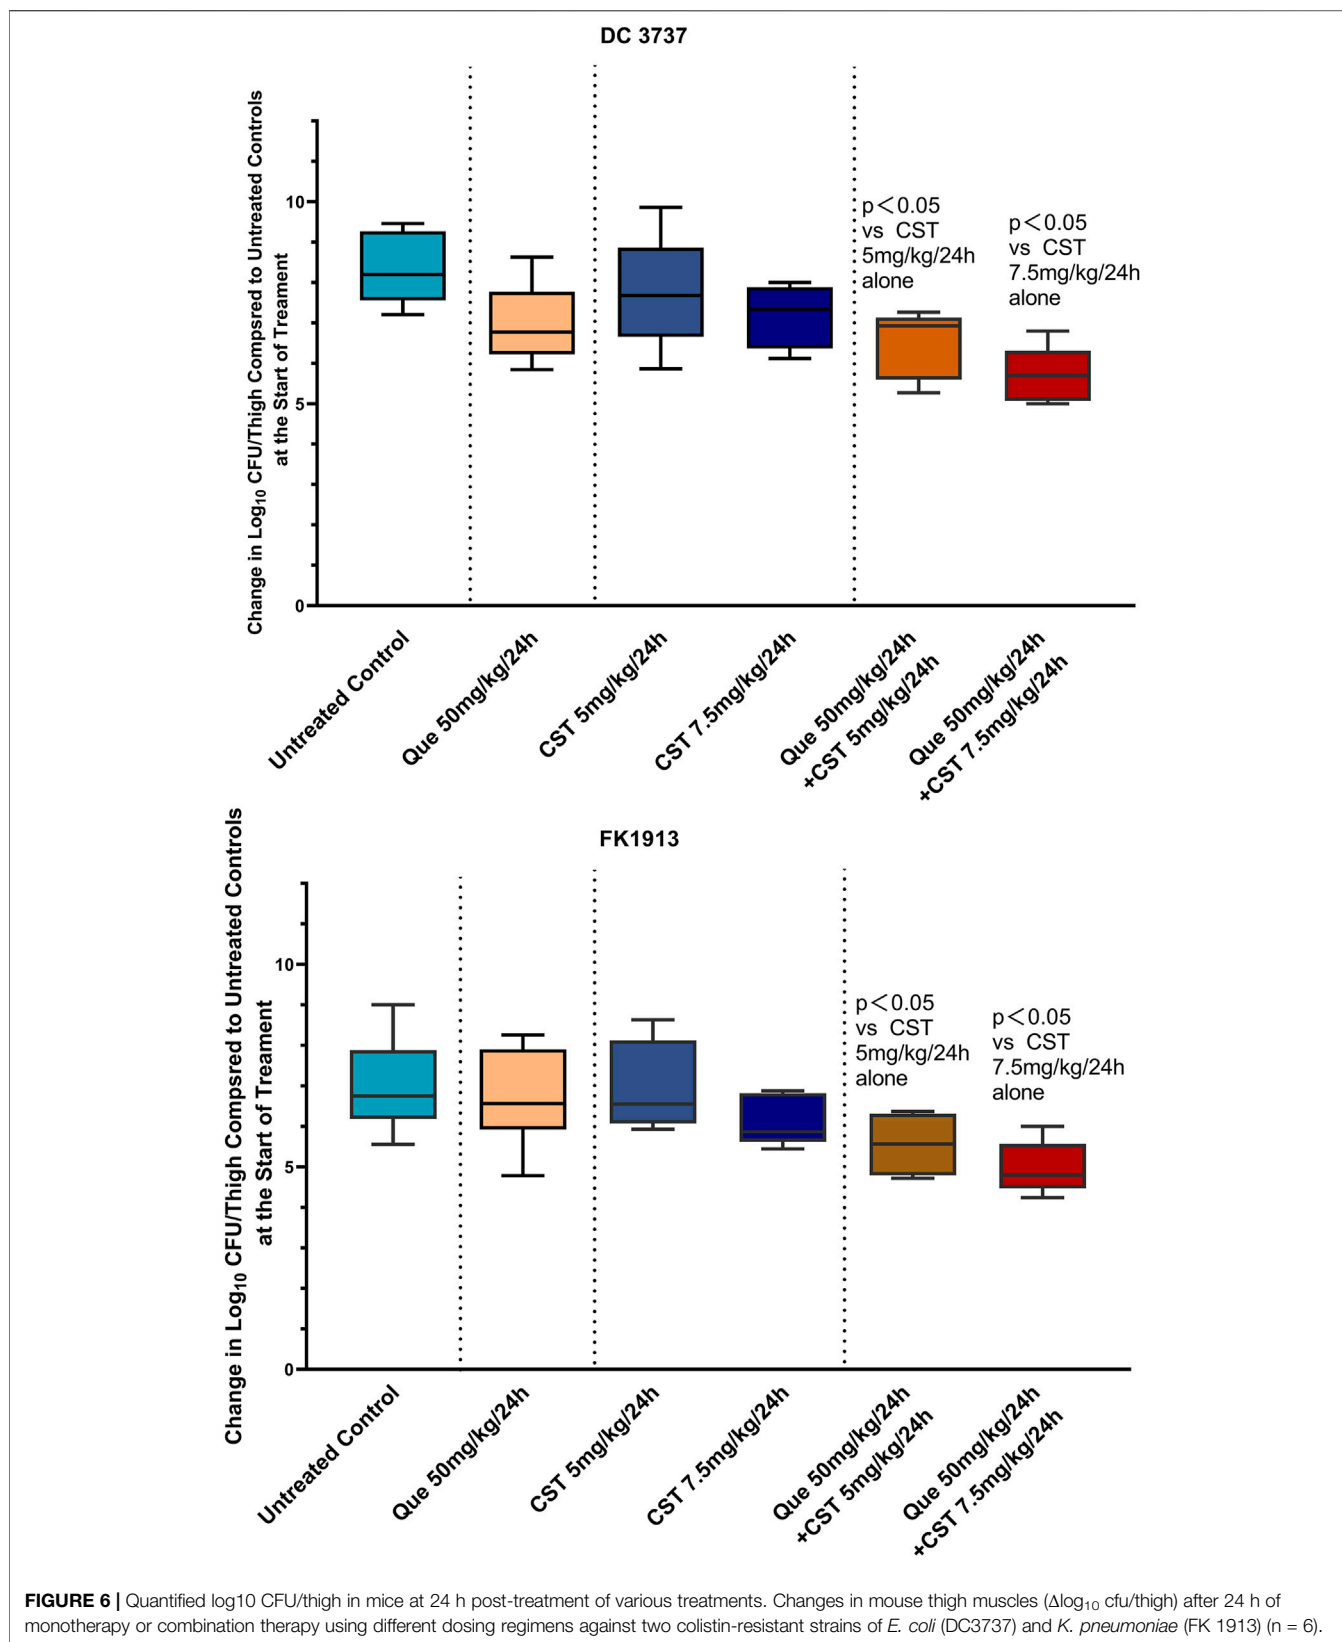 DC 3737
Change in Log10 CFU/Thigh Compsred to Untreated Controls
at the Start of Treament
10
5
0
p＜0.05
vs CST
5mg/kg/24h
alone
p＜0.05
vs CST
7.5mg/kg/24h
alone
Untreated Control
Que 50mg/kg/24h
CST 5mg/kg/24h
CST 7.5mg/kg/24h
Que 50mg/kg/24h
+CST 5mg/kg/24h
Que 50mg/kg/24h
+CST 7.5mg/kg/24h
FK1913
Change in Log10 CFU/Thigh Compsred to Untreated Controls
at the Start of Treament
10
5
0
p＜0.05
vs CST
5mg/kg/24h
alone
p＜0.05
vs CST
7.5mg/kg/24h
alone
Untreated Control
Que 50mg/kg/24h
CST 5mg/kg/24h
CST 7.5mg/kg/24h
Que 50mg/kg/24h
+CST 5mg/kg/24h
Que 50mg/kg/24h
+CST 7.5mg/kg/24h
FIGURE 6 | Quantified log10 CFU/thigh in mice at 24 h post-treatment of various treatments. Changes in mouse thigh muscles (Δlog10 cfu/thigh) after 24 h of
monotherapy or combination therapy using different dosing regimens against two colistin-resistant strains of E. coli (DC3737) and K. pneumoniae (FK 1913) (n = 6).